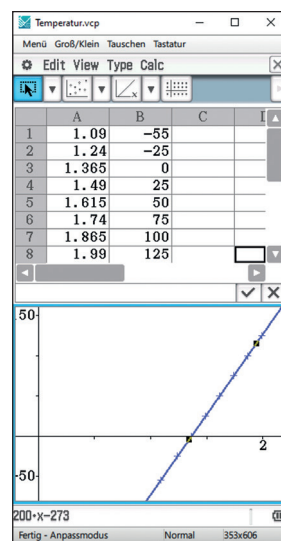 Temperatur.vcp
Menü Groß/Klein Tauschen Tastatur
Edit View Type Calc
A B C D
1 1.09 -55
2 1.24 -25
3 1.365 0
4 1.49 25
5 1.615 50
6 1.74 75
7 1.865 100
8 1.99 125
50
2
-50
200•x-273
Fertig - Anpassmodus Normal 353x606